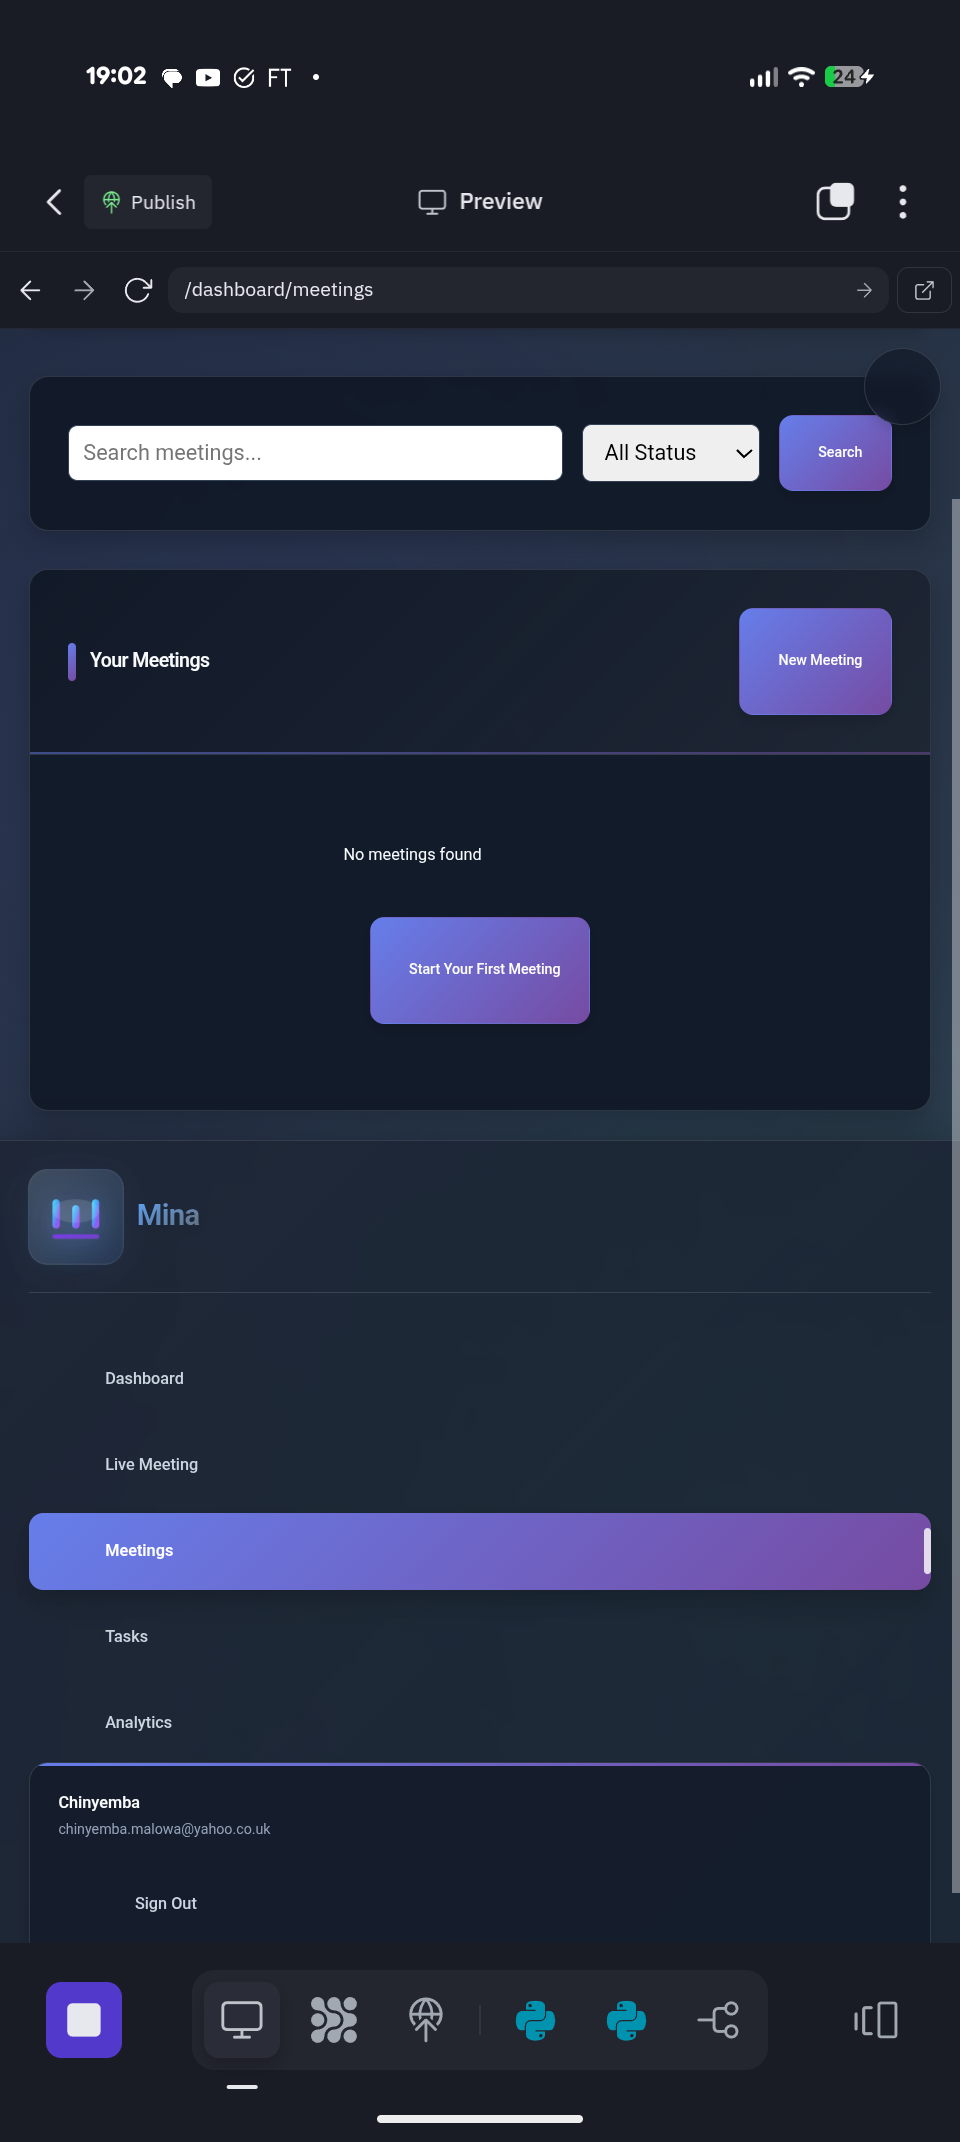 19:02
FT
24
Publish
Preview
/dashboard/meetings
Search meetings...
All Status
Search
Your Meetings
New Meeting
No meetings found
Start Your First Meeting
Mina
Dashboard
Live Meeting
Meetings
Tasks
Analytics
Chinyemba
chinyemba.malowa@yahoo.co.uk
Sign Out